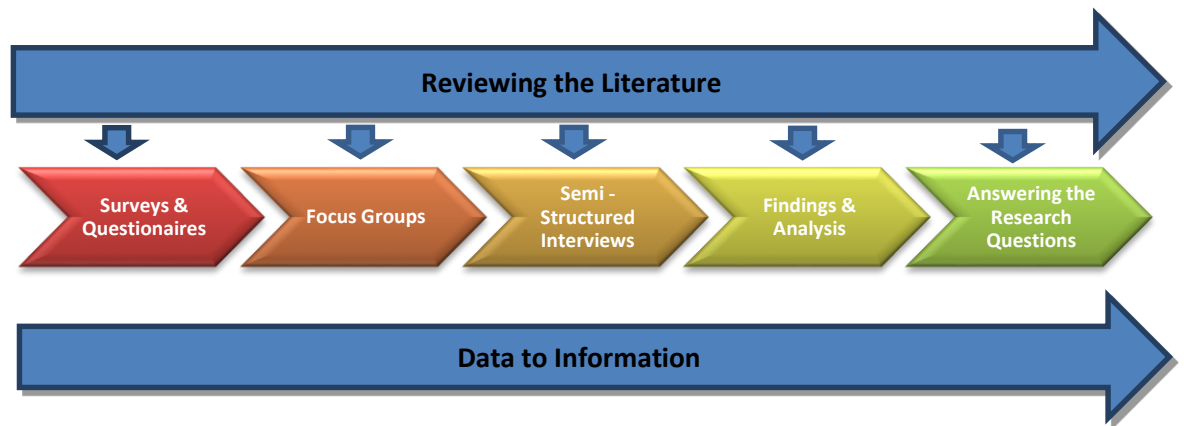 Reviewing the Literature
Surveys &
Questionaires
Focus Groups
Semi -
Structured
Interviews
Findings &
Analysis
Answering the
Research
Questions
Data to Information